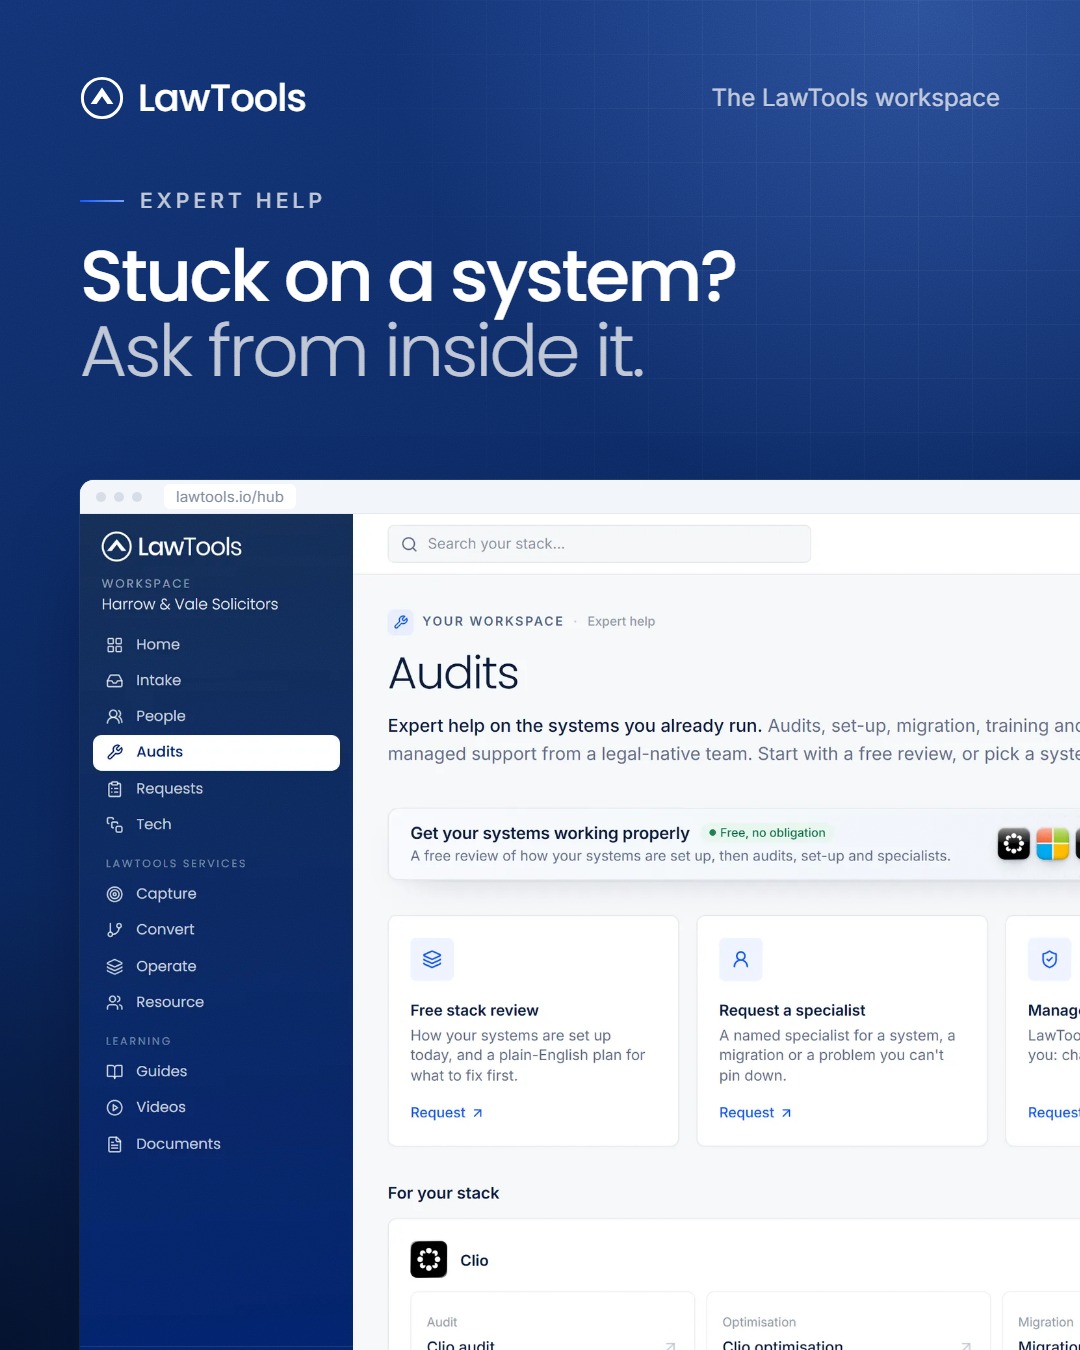 LawTools
The LawTools workspace
EXPERT HELP
Stuck on a system?
Ask from inside it.
lawtools.io/hub
LawTools
WORKSPACE
Harrow & Vale Solicitors
Home
Intake
People
Audits
Requests
Tech
LAWTOOLS SERVICES
Capture
Convert
Operate
Resource
LEARNING
Guides
Videos
Documents
Search your stack...
YOUR WORKSPACE · Expert help
Audits
Expert help on the systems you already run. Audits, set-up, migration, training and
managed support from a legal-native team. Start with a free review, or pick a syste
Get your systems working properly
Free, no obligation
A free review of how your systems are set up, then audits, set-up and specialists.
Free stack review
How your systems are set up
today, and a plain-English plan for
what to fix first.
Request
Request a specialist
A named specialist for a system, a
migration or a problem you can't
pin down.
Request
Manag
LawToo
you: cha
Request
For your stack
Clio
Audit
Clio audit
Optimisation
Clio optimisation
Migration
Migration